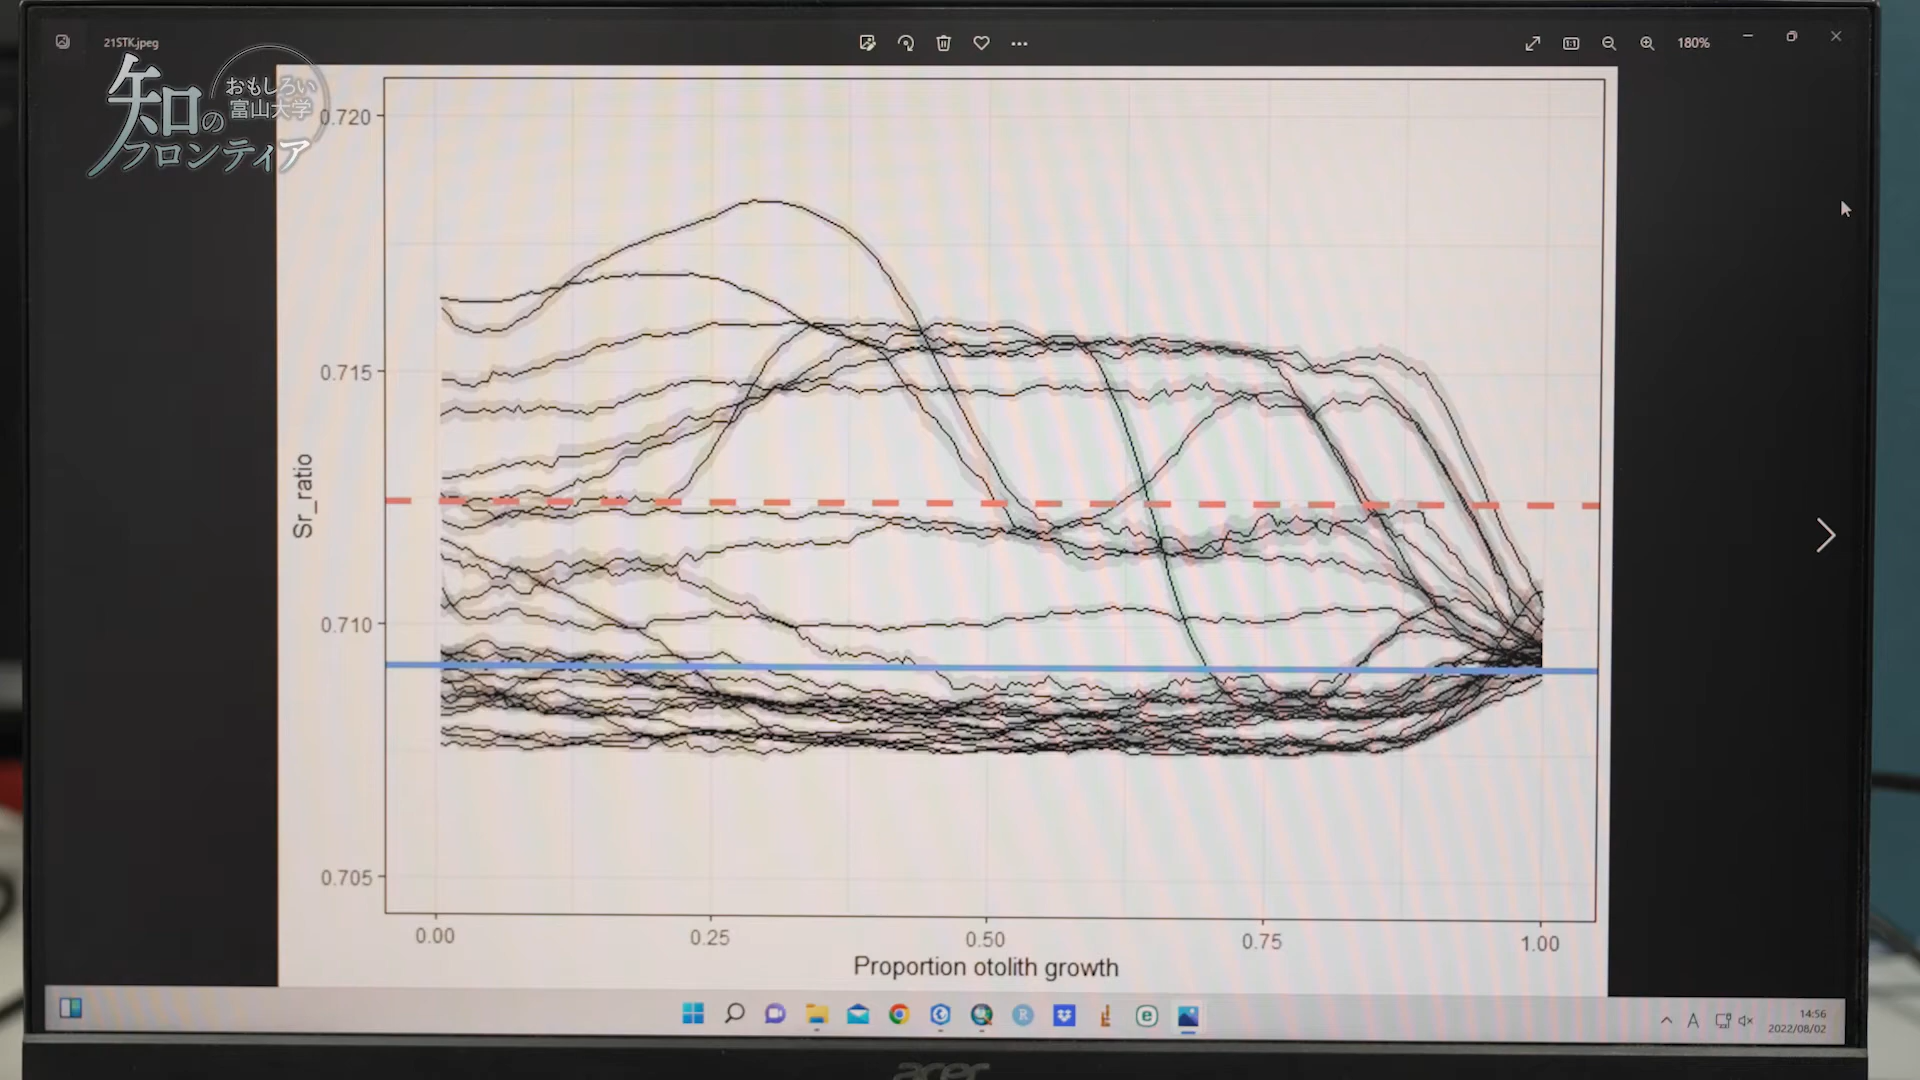 21STK.jpeg
180%
知のフロンティア
おもしろい
富山大学
0.720
0.715
0.710
0.705
Sr_ratio
0.00 0.25 0.50 0.75 1.00
Proportion otolith growth
A
14:56
2022/08/02
acer